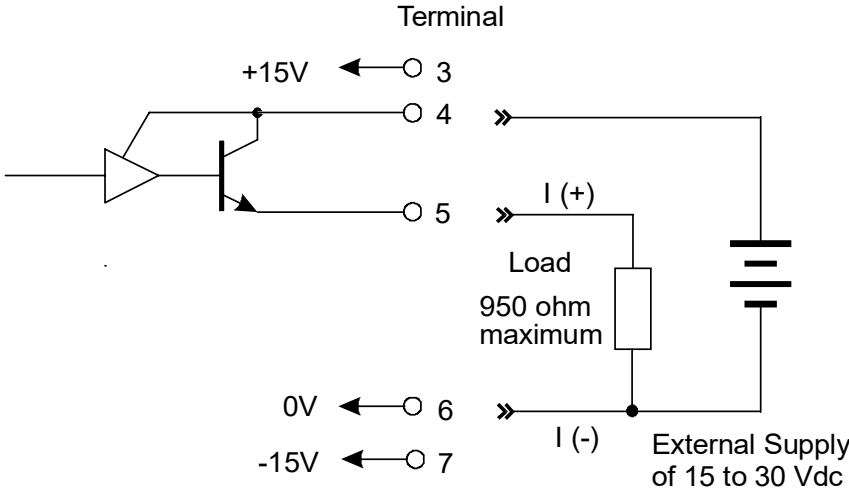 Terminal
+15V 3
4
I (+)
5
Load
950 ohm
maximum
0V 6
I (-)
-15V 7
External Supply
of 15 to 30 Vdc